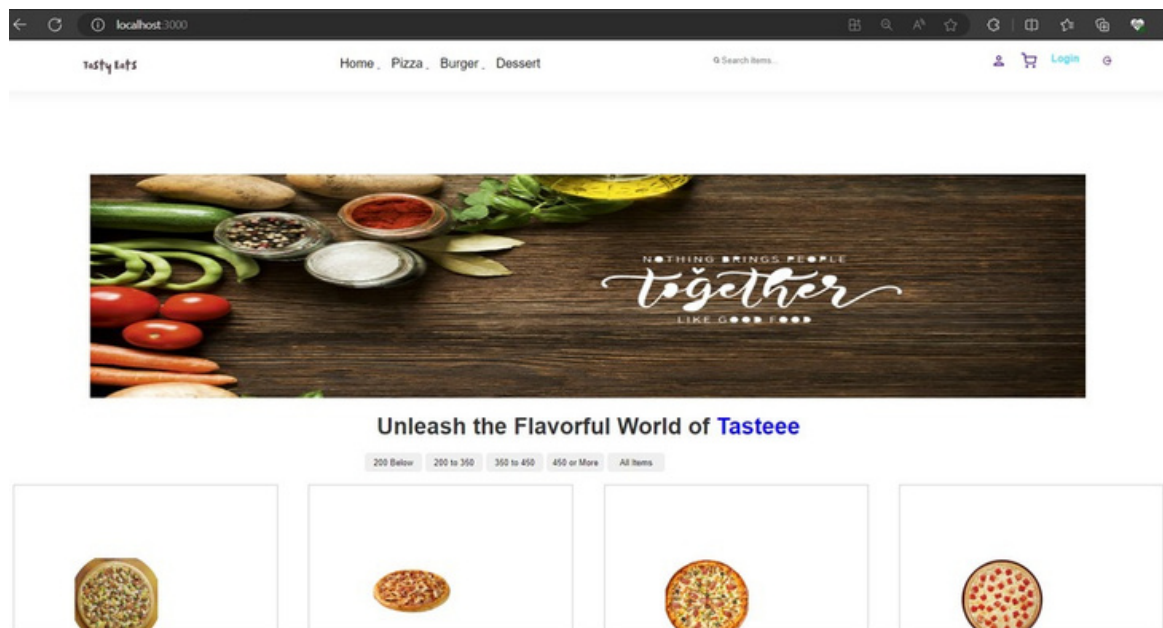 localhost:3000
Tasty Eats
Home
Pizza
Burger
Dessert
Search items...
Login
NOTHING BRINGS PEOPLE
together
LIKE GOOD FOOD
Unleash the Flavorful World of Tasteee
200 Below
200 to 350
350 to 450
450 or More
All Items